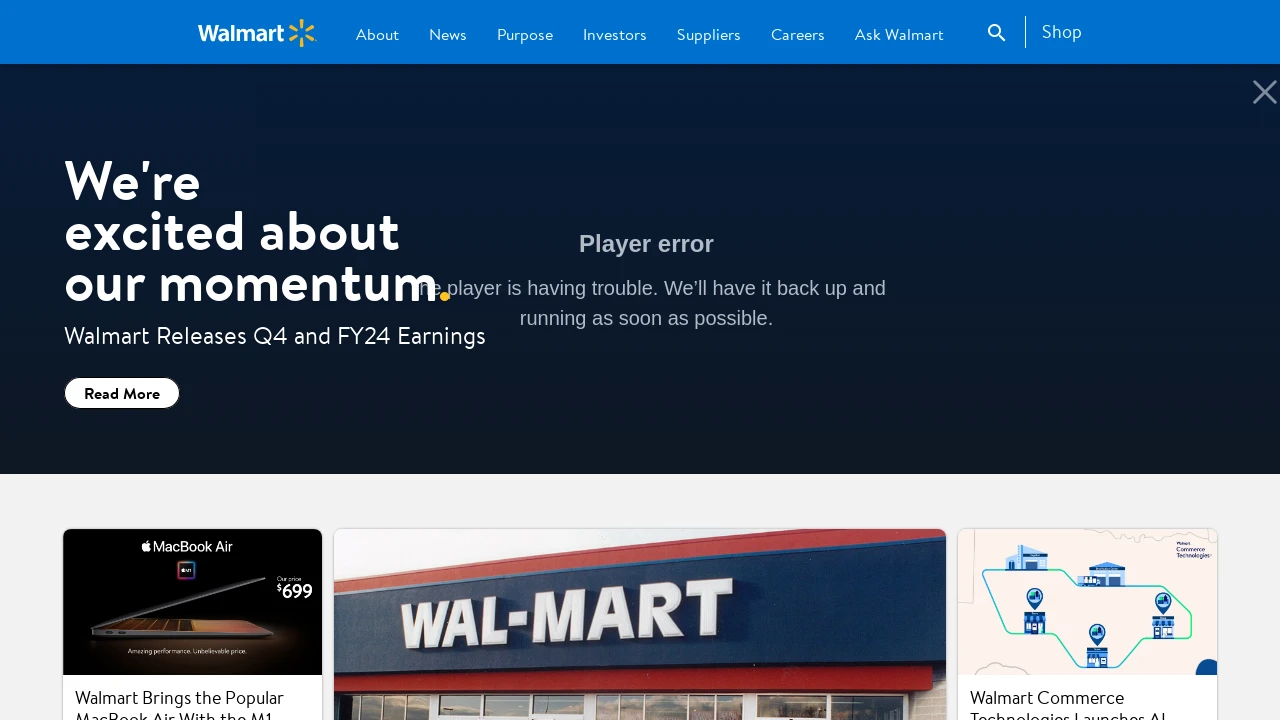 Walmart
About
News
Purpose
Investors
Suppliers
Careers
Ask Walmart
Shop
We're
excited about
our momentum.
Walmart Releases Q4 and FY24 Earnings
Read More
Player error
player is having trouble. We’ll have it back up and
running as soon as possible.
MacBook Air
Our price
$699
Amazing performance. Unbelievable price.
Walmart Brings the Popular
MacBook Air With the M1
WAL-MART
Walmart
Commerce
Technologies
Walmart Commerce
Technologies Launches AI